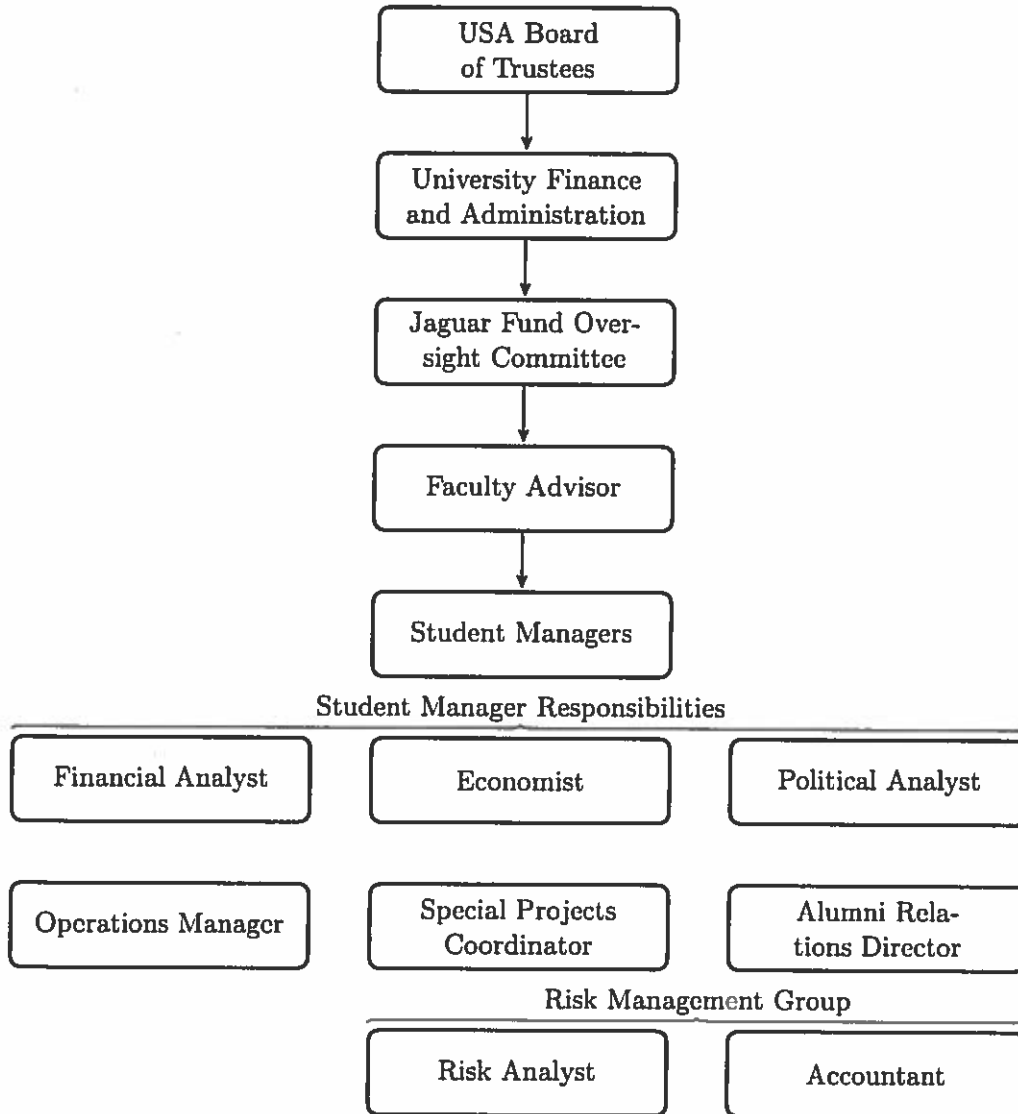 USA Board
of Trustees
University Finance
and Administration
Jaguar Fund Over-
sight Committee
Faculty Advisor
Student Managers
Student Manager Responsibilities
Financial Analyst
Economist
Political Analyst
Operations Manager
Special Projects
Coordinator
Alumni Rela-
tions Director
Risk Management Group
Risk Analyst
Accountant